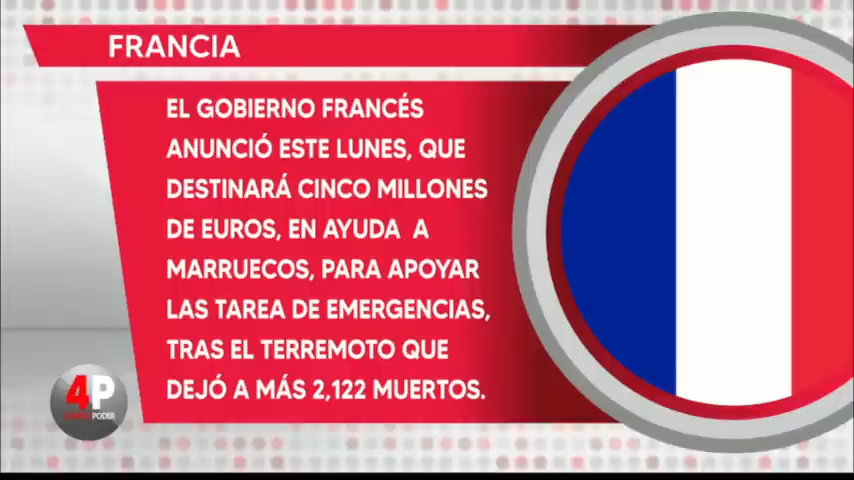 FRANCIA
EL GOBIERNO FRANCÉS
ANUNCIÓ ESTE LUNES, QUE
DESTINARÁ CINCO MILLONES
DE EUROS, EN AYUDA A
MARRUECOS, PARA APOYAR
LAS TAREA DE EMERGENCIAS,
TRAS EL TERREMOTO QUE
DEJÓ A MÁS 2,122 MUERTOS.
4P
PODER